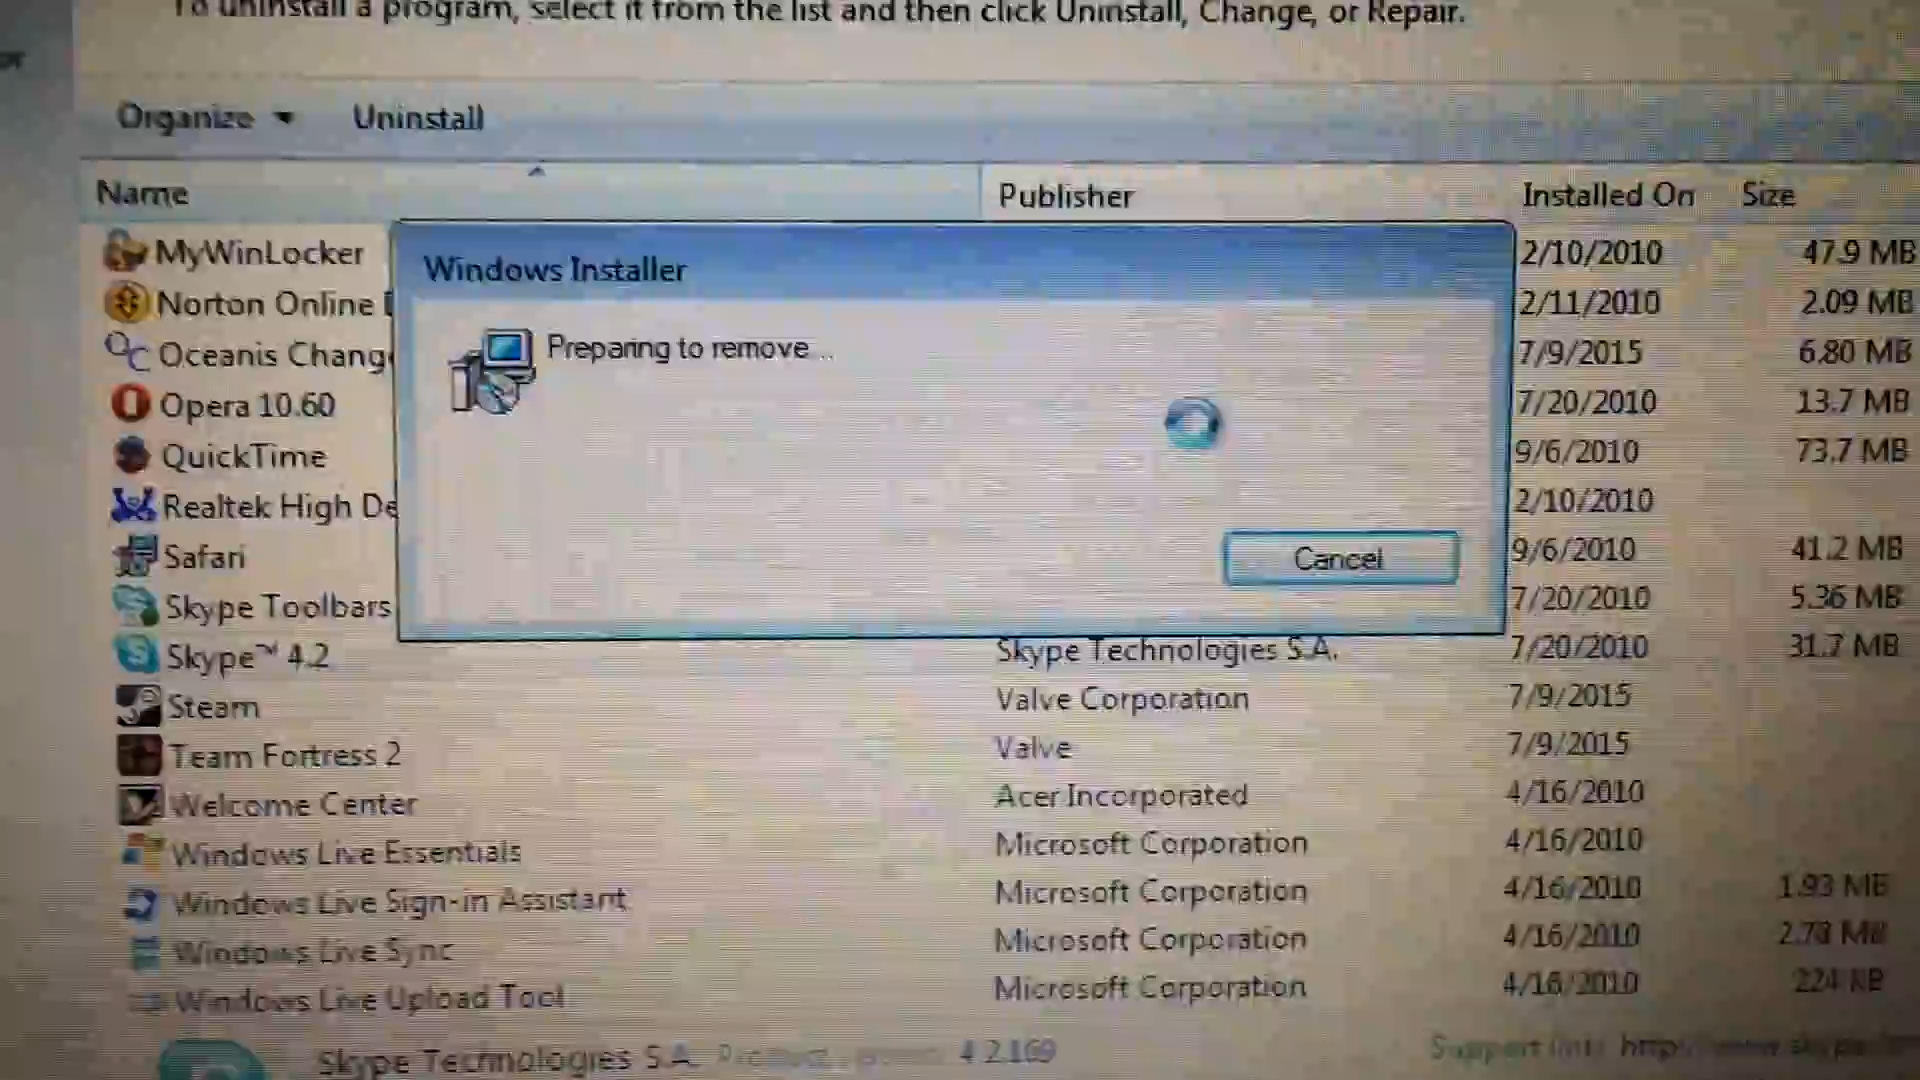 To uninstall a program, select it from the list and then click Uninstall, Change, or Repair.
or
Organize Uninstall
Name Publisher Installed On Size
MyWinLocker 2/10/2010 47.9 MB
Windows Installer
Norton Online 2/11/2010 2.09 MB
Preparing to remove...
Oceanis Chang 7/9/2015 6.80 MB
Opera 10.60 7/20/2010 13.7 MB
QuickTime 9/6/2010 73.7 MB
Realtek High De 2/10/2010
Cancel
Safari 9/6/2010 41.2 MB
Skype Toolbars 7/20/2010 5.36 MB
Skype™ 4.2 Skype Technologies S.A. 7/20/2010 31.7 MB
Steam Valve Corporation 7/9/2015
Team Fortress 2 Valve 7/9/2015
Welcome Center Acer Incorporated 4/16/2010
Windows Live Essentials Microsoft Corporation 4/16/2010
Windows Live Sign-in Assistant Microsoft Corporation 4/16/2010 1.93 MB
Windows Live Sync Microsoft Corporation 4/16/2010 2.78 MB
Windows Live Upload Tool Microsoft Corporation 4/16/2010 224 KB
Skype Technologies S.A. Product 4.2.169 Support link: